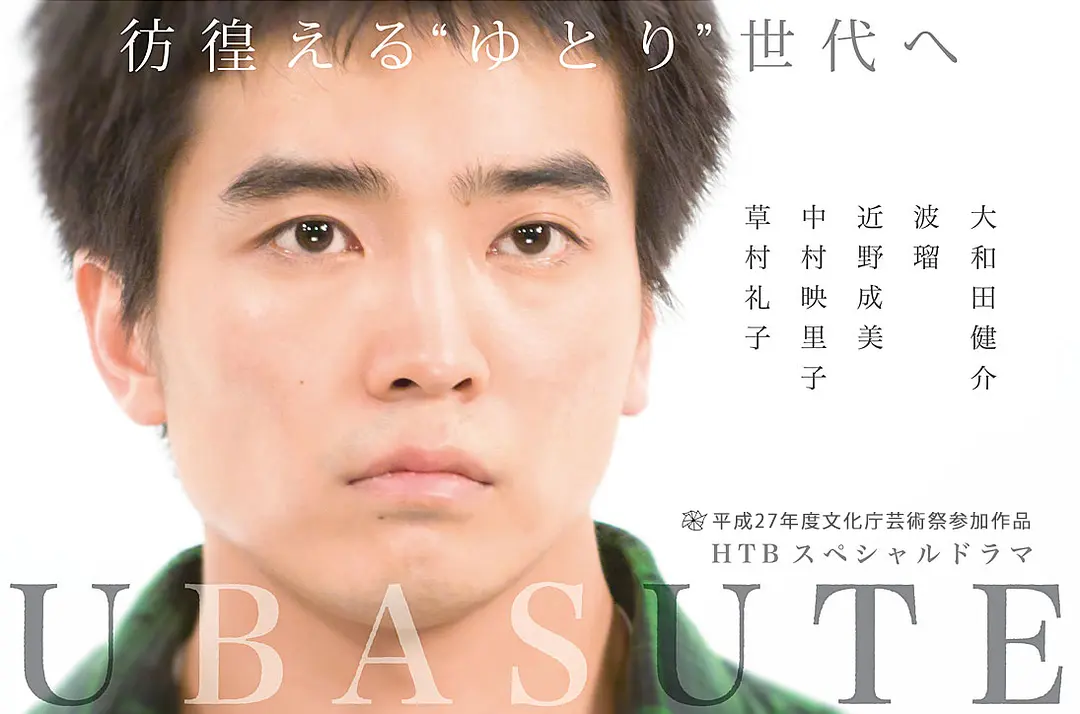 彷徨える“ゆとり”世代へ
大和田健介
波瑠
近野成美
中村映里子
草村礼子
平成27年度文化庁芸術祭参加作品
HTBスペシャルドラマ
UBASUTE